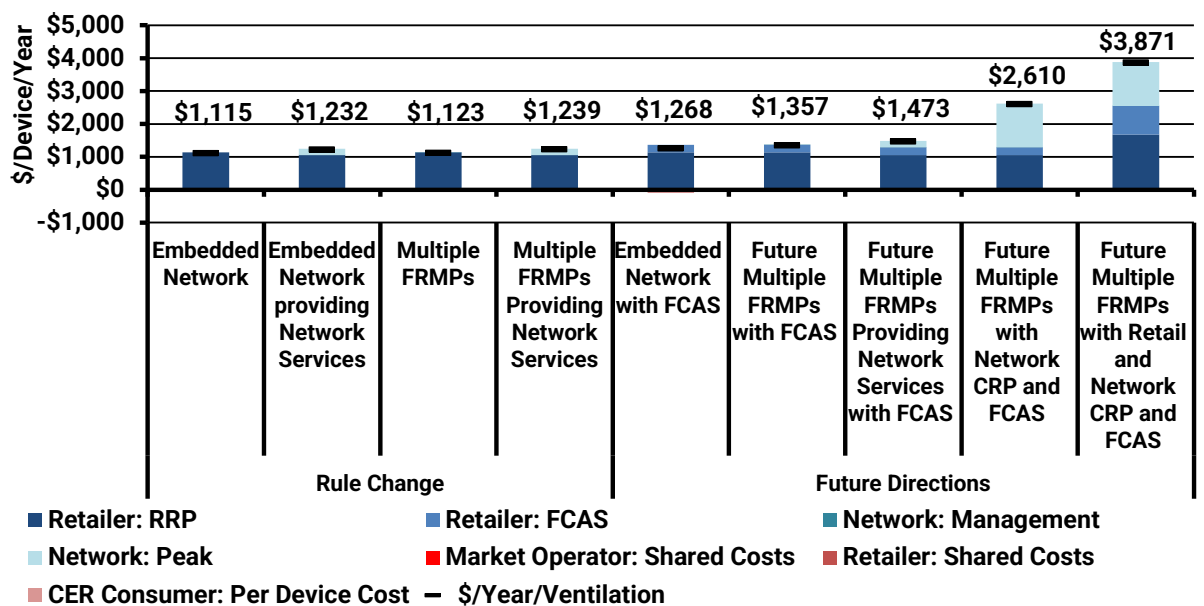 $/Device/Year
$5,000
$4,000
$3,000
$2,000
$1,000
$0
-$1,000
$1,115
$1,232
$1,123
$1,239
$1,268
$1,357
$1,473
$2,610
$3,871
Embedded
Network
Embedded
Network
providing
Network
Services
Multiple
FRMPs
Multiple
FRMPs
Providing
Network
Services
Embedded
Network
with FCAS
Future
Multiple
FRMPs
with FCAS
Future
Multiple
FRMPs
Providing
Network
Services
with FCAS
Future
Multiple
FRMPs
with
Network
CRP and
FCAS
Future
Multiple
FRMPs
with Retail
and
Network
CRP and
FCAS
Rule Change
Future Directions
Retailer: RRP
Retailer: FCAS
Network: Management
Network: Peak
Market Operator: Shared Costs
Retailer: Shared Costs
CER Consumer: Per Device Cost
$/Year/Ventilation